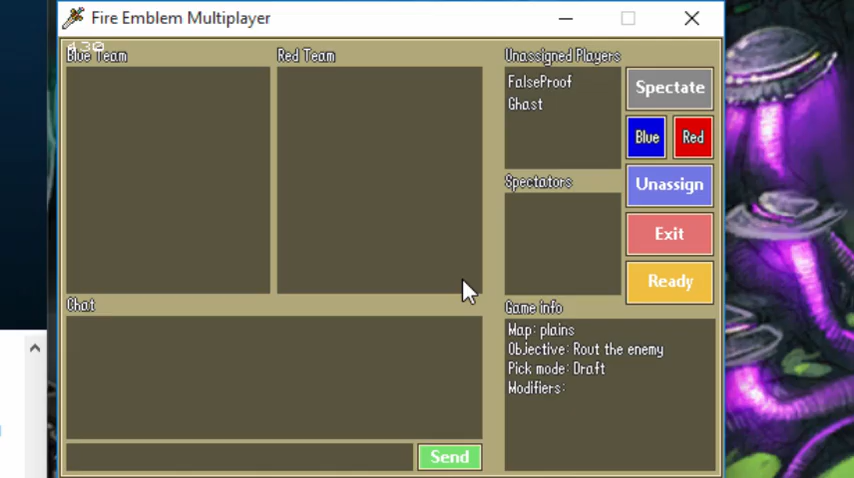 Fire Emblem Multiplayer
Blue Team
Red Team
Unassigned Players
FalseProof
Ghast
Spectate
Blue
Red
Spectators
Unassign
Exit
Ready
Chat
Game info
Map: plains
Objective: Rout the enemy
Pick mode: Draft
Modifiers:
Send